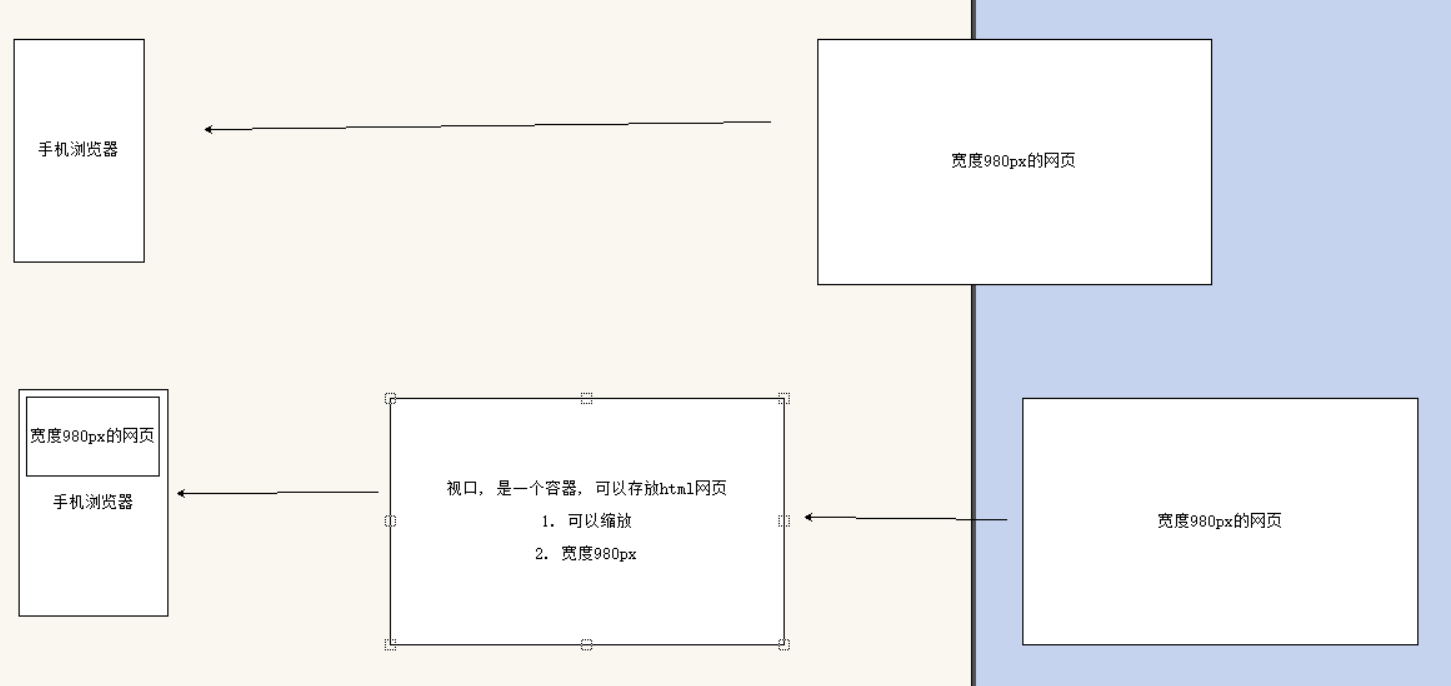 手机浏览器
宽度980px的网页
宽度980px的网页
手机浏览器
视口, 是一个容器, 可以存放html网页
1. 可以缩放
2. 宽度980px
宽度980px的网页